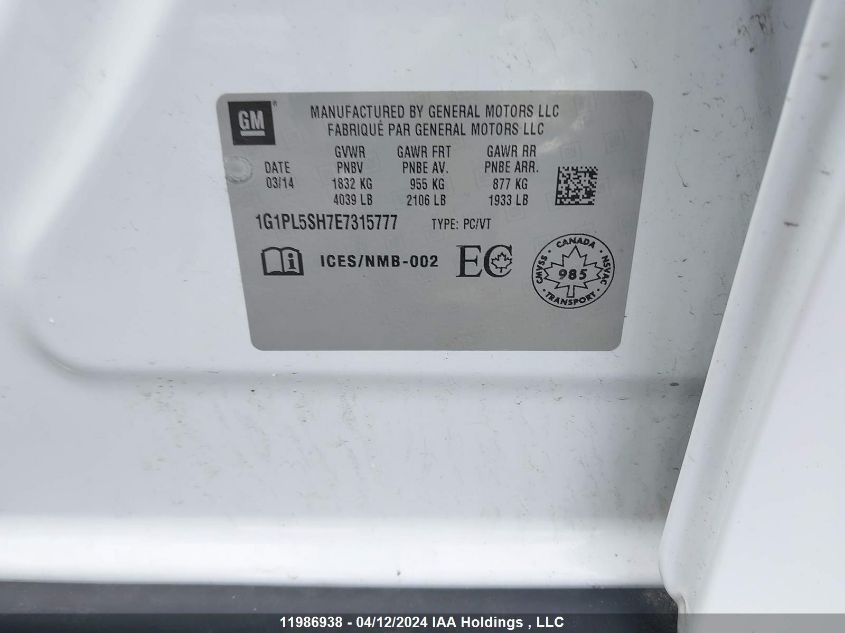 GM
MANUFACTURED BY GENERAL MOTORS LLC
FABRIQUÉ PAR GENERAL MOTORS LLC
DATE
03/14
GVWR
PNBV
1832 KG
4039 LB
GAWR FRT
PNBE AV.
955 KG
2106 LB
GAWR RR
PNBE ARR.
877 KG
1933 LB
1G1PL5SH7E7315777 TYPE: PC/VT
ICES/NMB-002 EC
CANADA
CMVSS
985
NSVAC
TRANSPORT
11986938 - 04/12/2024 IAA Holdings , LLC